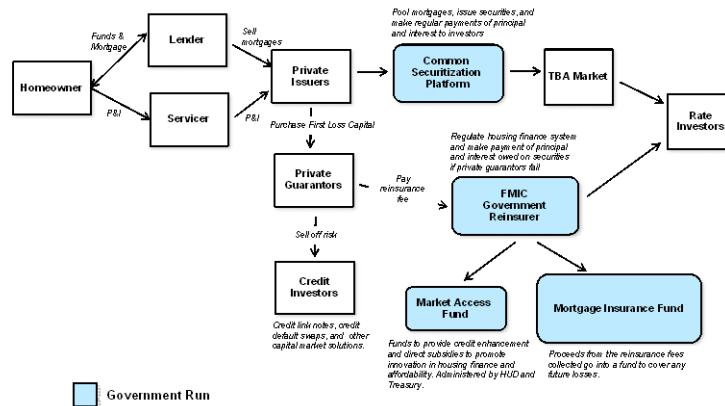 Pool mortgages, issue securities, and
make regular payments of principal
and interest to investors
Funds &
Mortgage
Lender
Sell
mortgages
Homeowner
Private
Issuers
Common
Securitization
Platform
TBA Market
P&I
Servicer
P&I
Rate
Investors
Purchase First Loss Capital
Regulate housing finance system
and make payment of principal
and interest owed on securities
if private guarantors fail
Private
Guarantors
Pay
reinsurance
fee
FMIC
Government
Reinsurer
Sell off risk
Credit
Investors
Market Access
Fund
Mortgage Insurance Fund
Credit link notes, credit
default swaps, and other
capital market solutions.
Funds to provide credit enhancement
and direct subsidies to promote
innovation in housing finance and
affordability. Administered by HUD and
Treasury.
Proceeds from the reinsurance fees
collected go into a fund to cover any
future losses.
Government Run